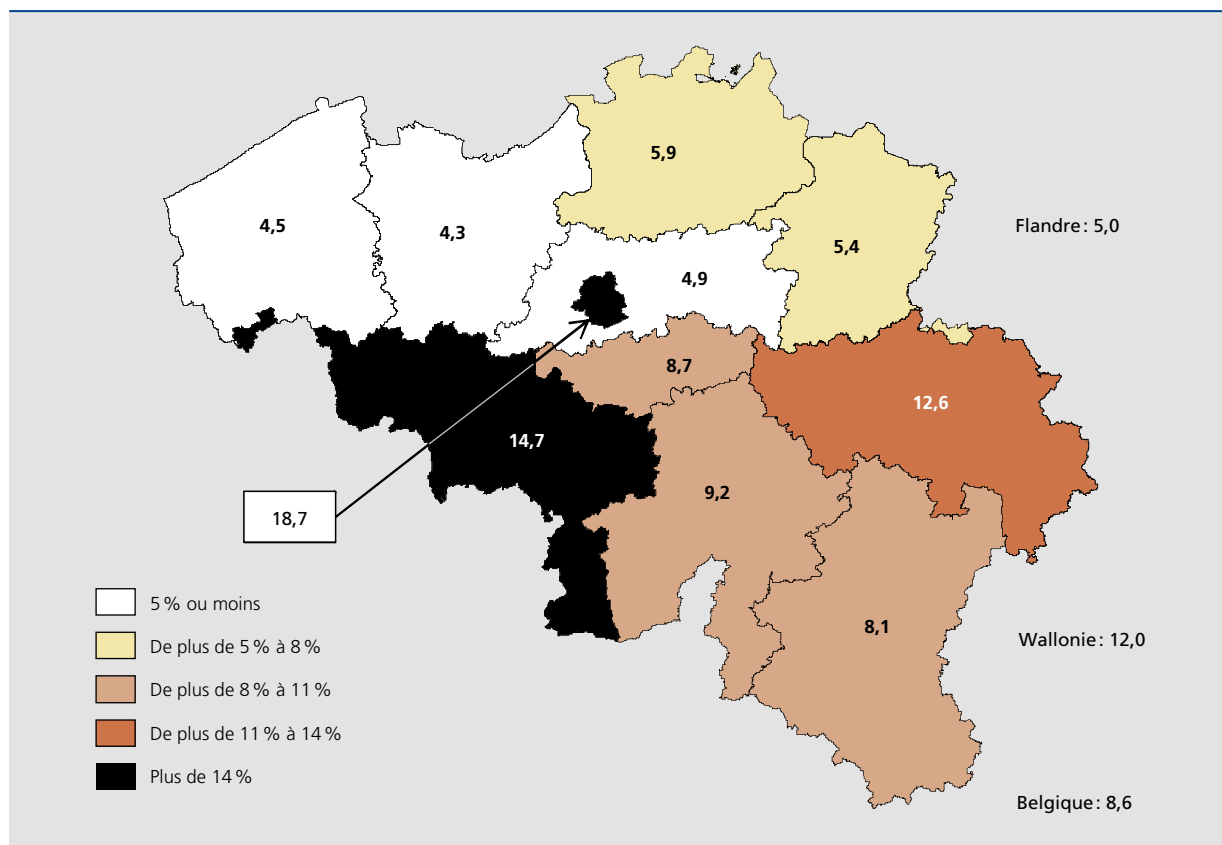 5,9
4,5
4,3
5,4
Flandre : 5,0
4,9
8,7
12,6
14,7
9,2
18,7
5 % ou moins
De plus de 5 % à 8 %
De plus de 8 % à 11 %
De plus de 11 % à 14 %
Plus de 14 %
8,1
Wallonie : 12,0
Belgique : 8,6